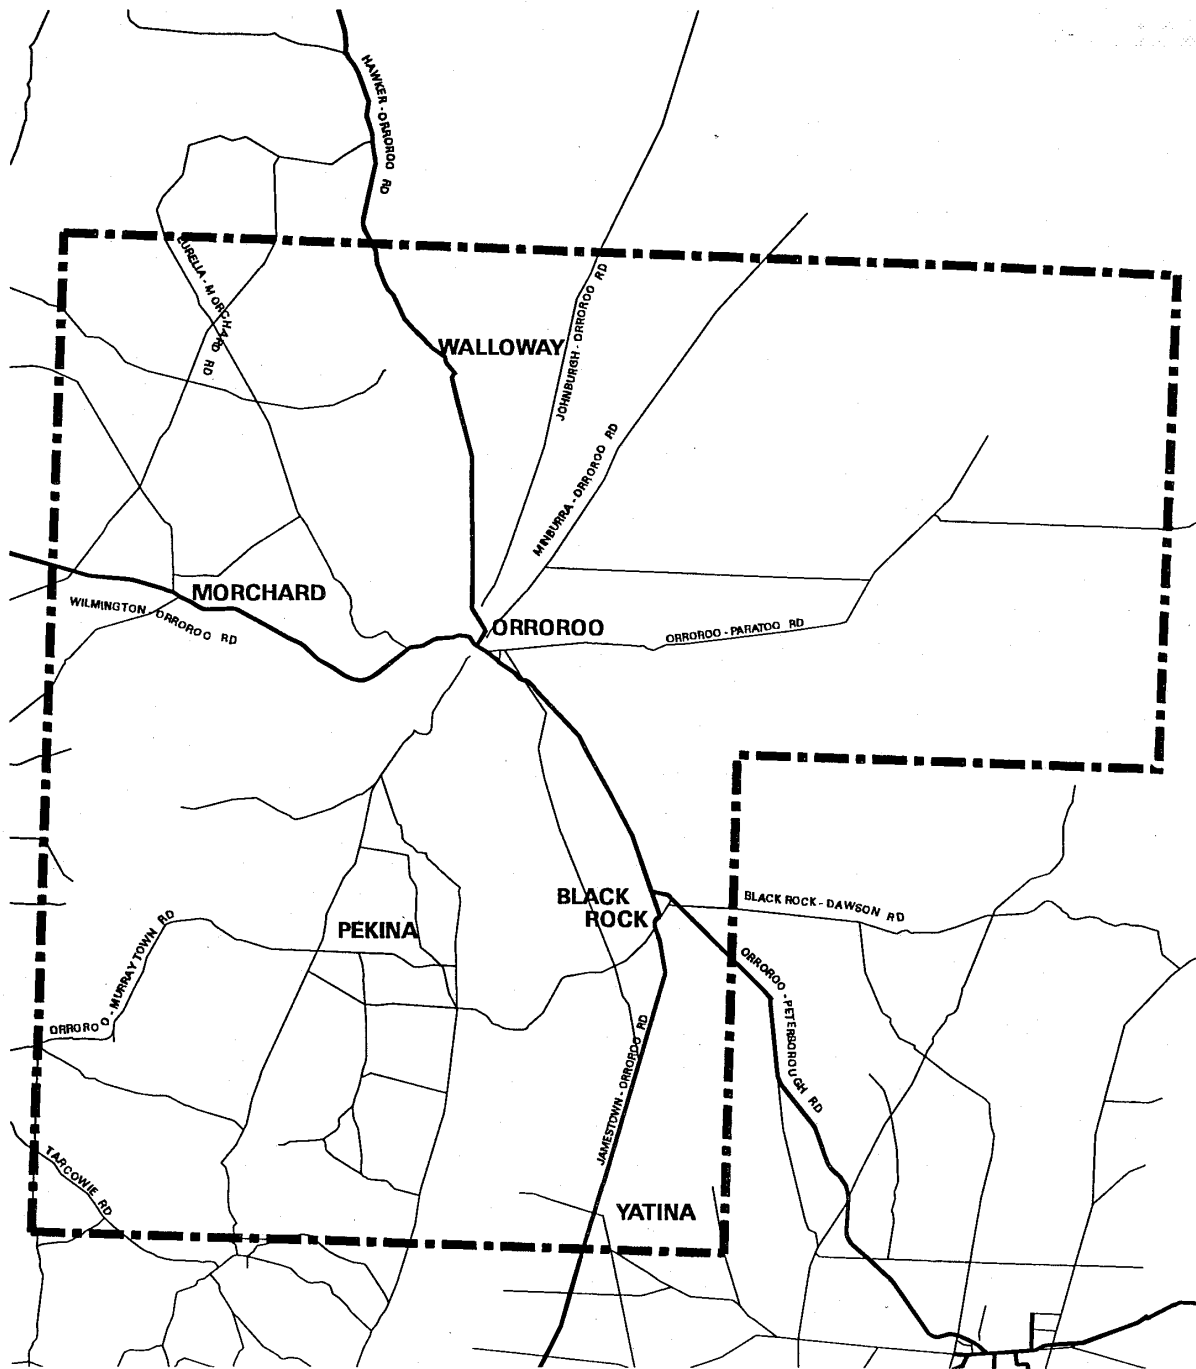 HAWKER - ORROROO RD
EURELIA - MORCHARD RD
JOHNBURGH - ORROROO RD
WALLOWAY
MINBURRA - ORROROO RD
MORCHARD
WILMINGTON ORROROO RD
ORROROO
ORROROO - PARATOO RD
BLACK
ROCK
BLACK ROCK - DAWSON RD
PEKINA
ORROROO - MURRAY TOWN RD
ORROROO - PETERBOROUGH RD
JAMESTOWN - ORROROO RD
TARCOWIE RD
YATINA